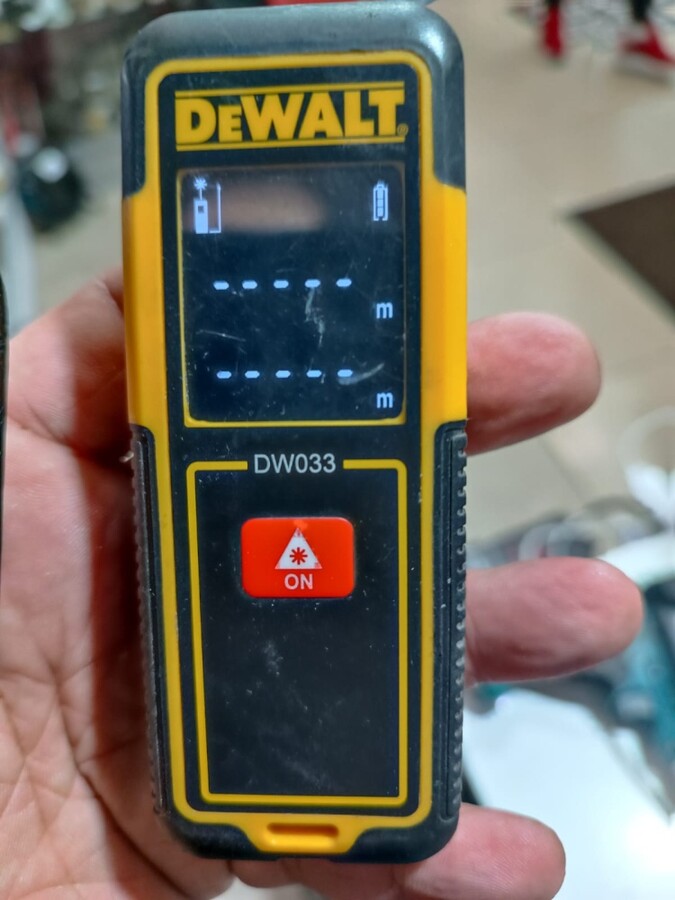 DEWALT®
- - - - -
m
- - - - -
m
DW033
ON